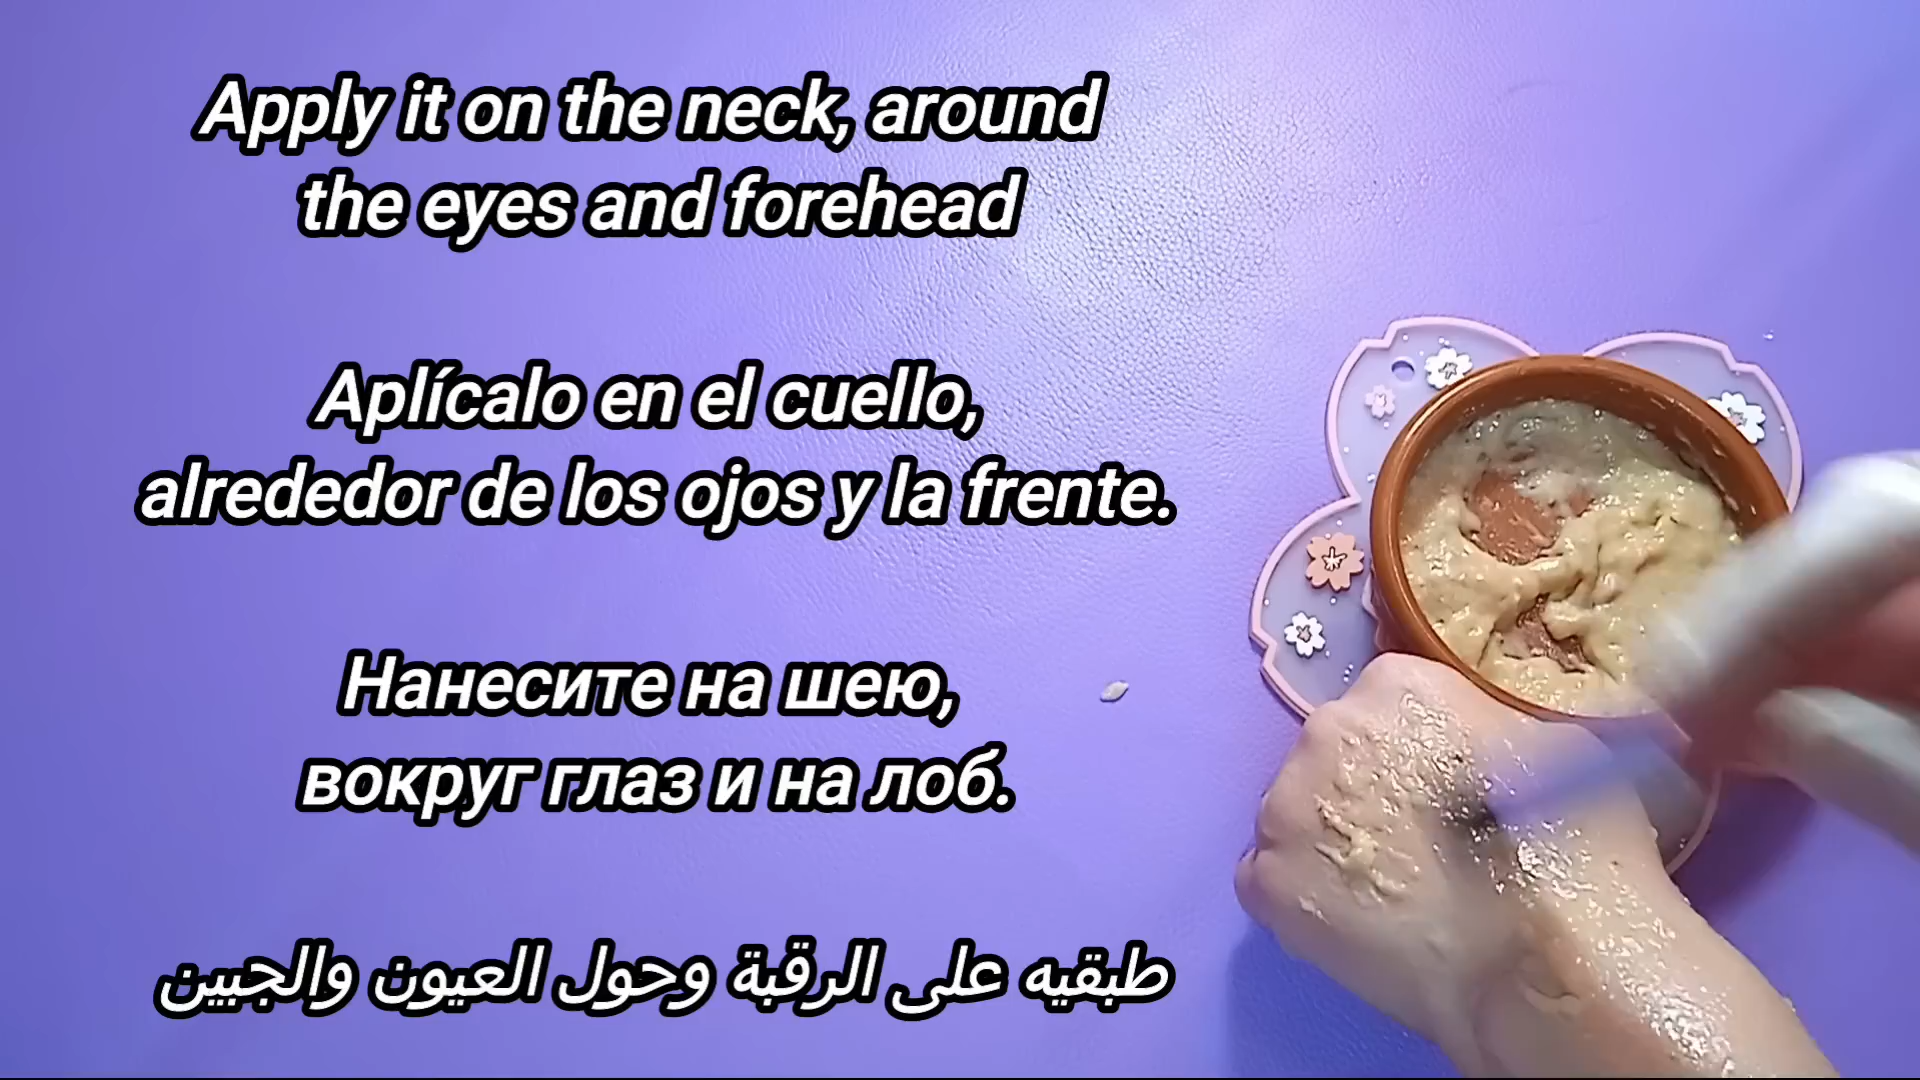 Apply it on the neck, around
the eyes and forehead
Aplícalo en el cuello,
alrededor de los ojos y la frente.
Нанесите на шею,
вокруг глаз и на лоб.
طبقيه على الرقبة وحول العيون والجبين